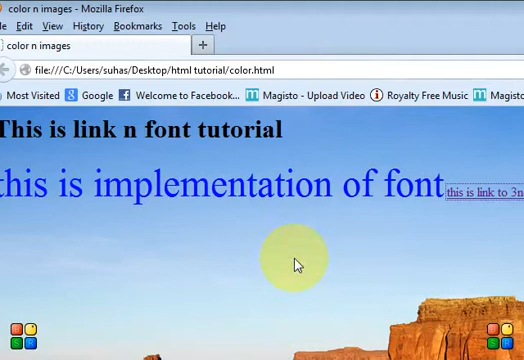 color n images - Mozilla Firefox
File Edit View History Bookmarks Tools Help
color n images
file:///C:/Users/suhas/Desktop/html tutorial/color.html
Most Visited Google Welcome to Facebook... Magisto - Upload Video Royalty Free Music Magisto
This is link n font tutorial
this is implementation of font this is link to 3n